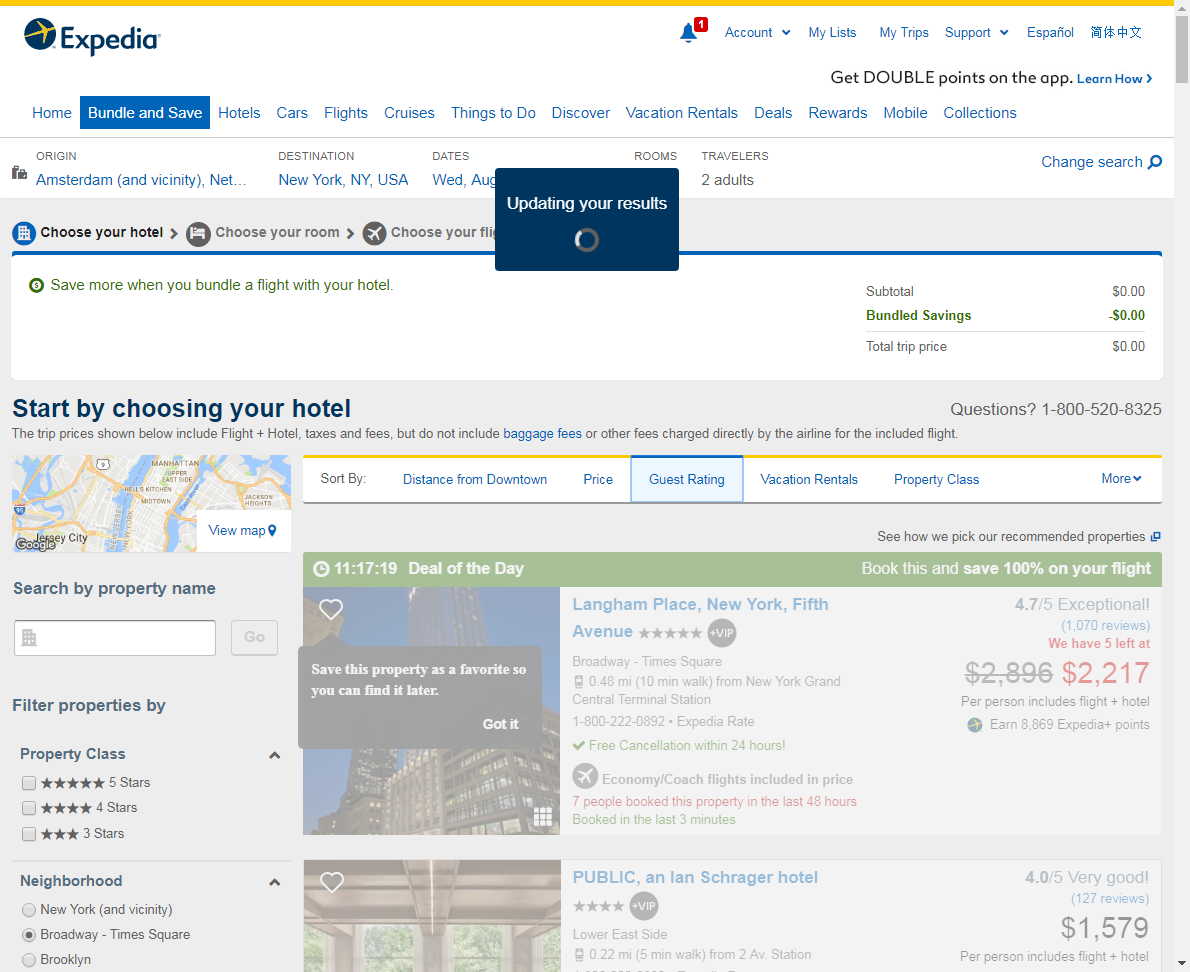 Expedia
1
Account
My Lists
My Trips
Support
Español
简体中文
Get DOUBLE points on the app. Learn How
Home
Bundle and Save
Hotels
Cars
Flights
Cruises
Things to Do
Discover
Vacation Rentals
Deals
Rewards
Mobile
Collections
ORIGIN
Amsterdam (and vicinity), Net...
DESTINATION
New York, NY, USA
DATES
Wed, Aug
ROOMS
TRAVELERS
2 adults
Change search
Updating your results
Choose your hotel
Choose your room
Choose your flig
Save more when you bundle a flight with your hotel.
Subtotal $0.00
Bundled Savings -$0.00
Total trip price $0.00
Start by choosing your hotel
Questions? 1-800-520-8325
The trip prices shown below include Flight + Hotel, taxes and fees, but do not include baggage fees or other fees charged directly by the airline for the included flight.
9
MANHATTAN
UPPER
EAST SIDE
HELL'S KITCHEN
MIDTOWN
JACKSON
HEIGHTS
95
NEW JERSEY
NEW YORK
East River
Jersey City
Google
View map
Sort By:
Distance from Downtown
Price
Guest Rating
Vacation Rentals
Property Class
More
See how we pick our recommended properties
Search by property name
Go
Filter properties by
Property Class
5 Stars
4 Stars
3 Stars
Neighborhood
New York (and vicinity)
Broadway - Times Square
Brooklyn
11:17:19 Deal of the Day
Book this and save 100% on your flight
Save this property as a favorite so
you can find it later.
Got it
Langham Place, New York, Fifth
Avenue +VIP
Broadway - Times Square
0.48 mi (10 min walk) from New York Grand
Central Terminal Station
1-800-222-0892 • Expedia Rate
Free Cancellation within 24 hours!
Economy/Coach flights included in price
7 people booked this property in the last 48 hours
Booked in the last 3 minutes
4.7/5 Exceptional!
(1,070 reviews)
We have 5 left at
$2,896 $2,217
Per person includes flight + hotel
Earn 8,869 Expedia+ points
PUBLIC, an Ian Schrager hotel
+VIP
Lower East Side
0.22 mi (5 min walk) from 2 Av. Station
4.0/5 Very good!
(127 reviews)
$1,579
Per person includes flight + hotel